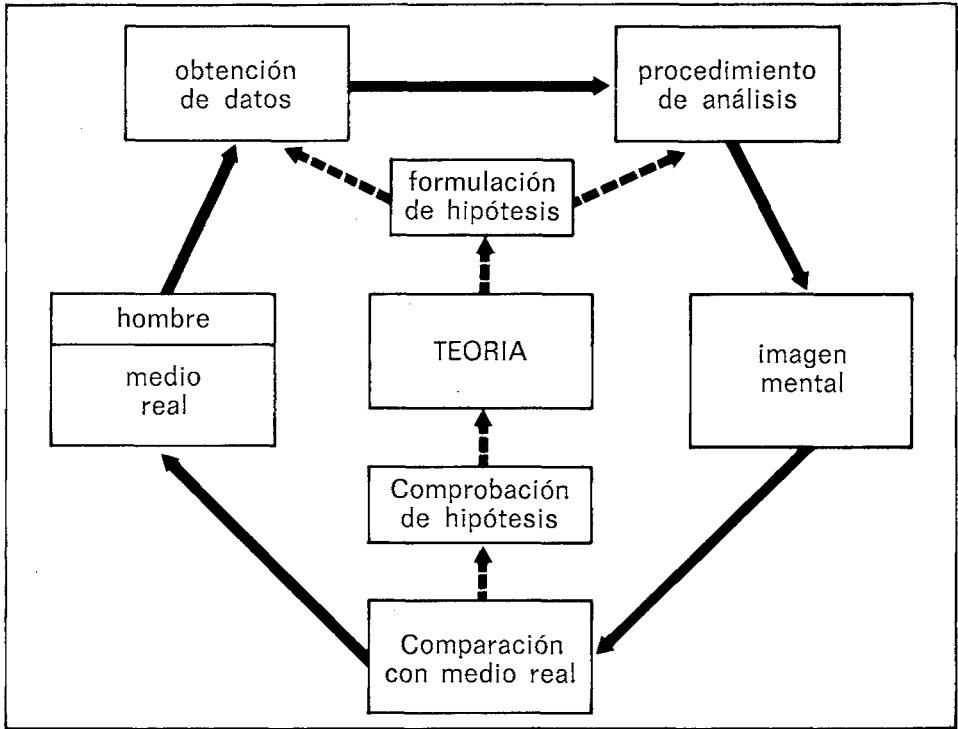 obtención
de datos
procedimiento
de análisis
formulación
de hipótesis
hombre
medio
real
TEORIA
imagen
mental
Comprobación
de hipótesis
Comparación
con medio real